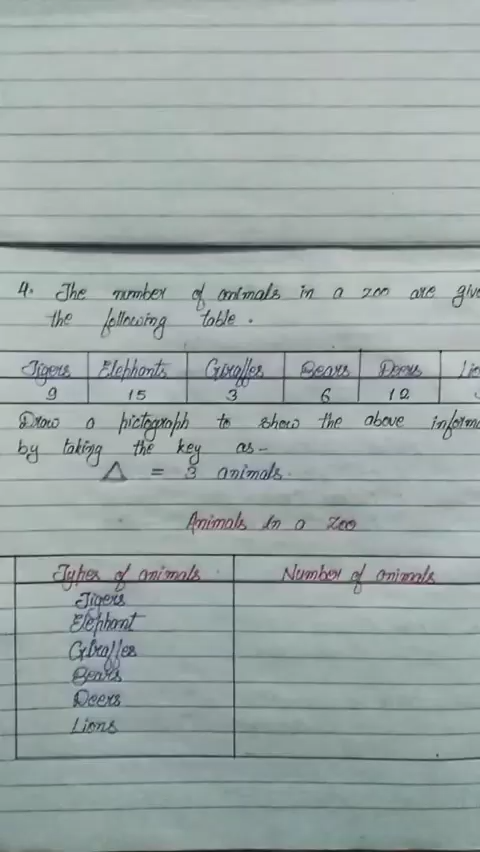 4. The number of animals in a zoo are give
the following table.
Tigers Elephants Giraffes Bears Deers Lio
9 15 3 6 12
Draw a pictograph to show the above informa
by taking the key as-
△ = 3 animals.
Animals in a Zoo
Types of animals Number of animals
Tigers
Elephant
Giraffes
Bears
Deers
Lions